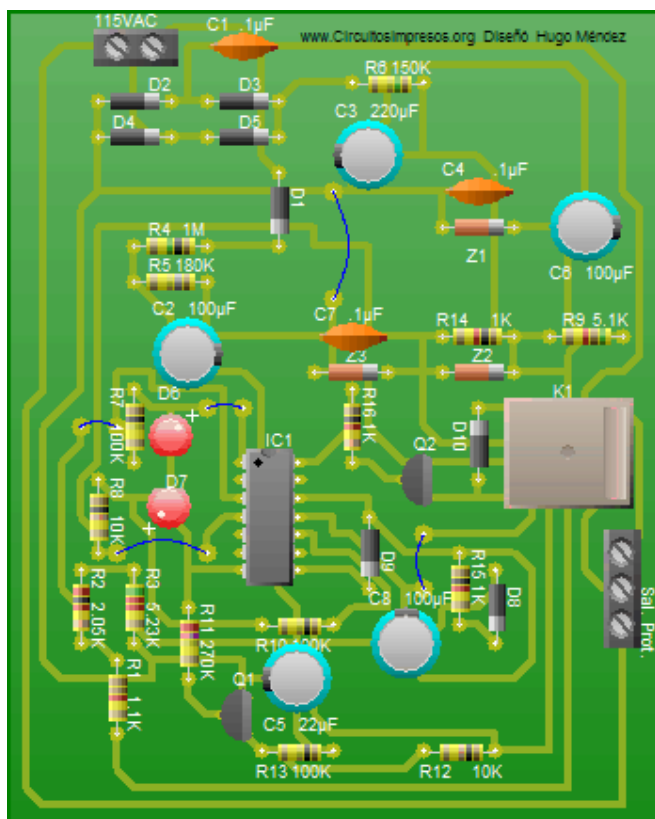 115VAC
C1 .1µF
www.CircuitosImpresos.org Diseñó Hugo Méndez
D2
D3
R6 150K
D4
D5
C3 220µF
C4 .1µF
D1
R4 1M
Z1
R5 180K
C6 100µF
C2 100µF
C7 .1µF
R14 1K
R9 5.1K
Z3
Z2
D6
R7 100K
R16 1K
K1
IC1
Q2
D10
D7
R8 10K
D9
R15 1K
D8
C8 100µF
R2 2.05K
R3 5.23K
R11 270K
R10 100K
Sal. Prot.
R1 1.1K
Q1
C5 22µF
R13 100K
R12 10K